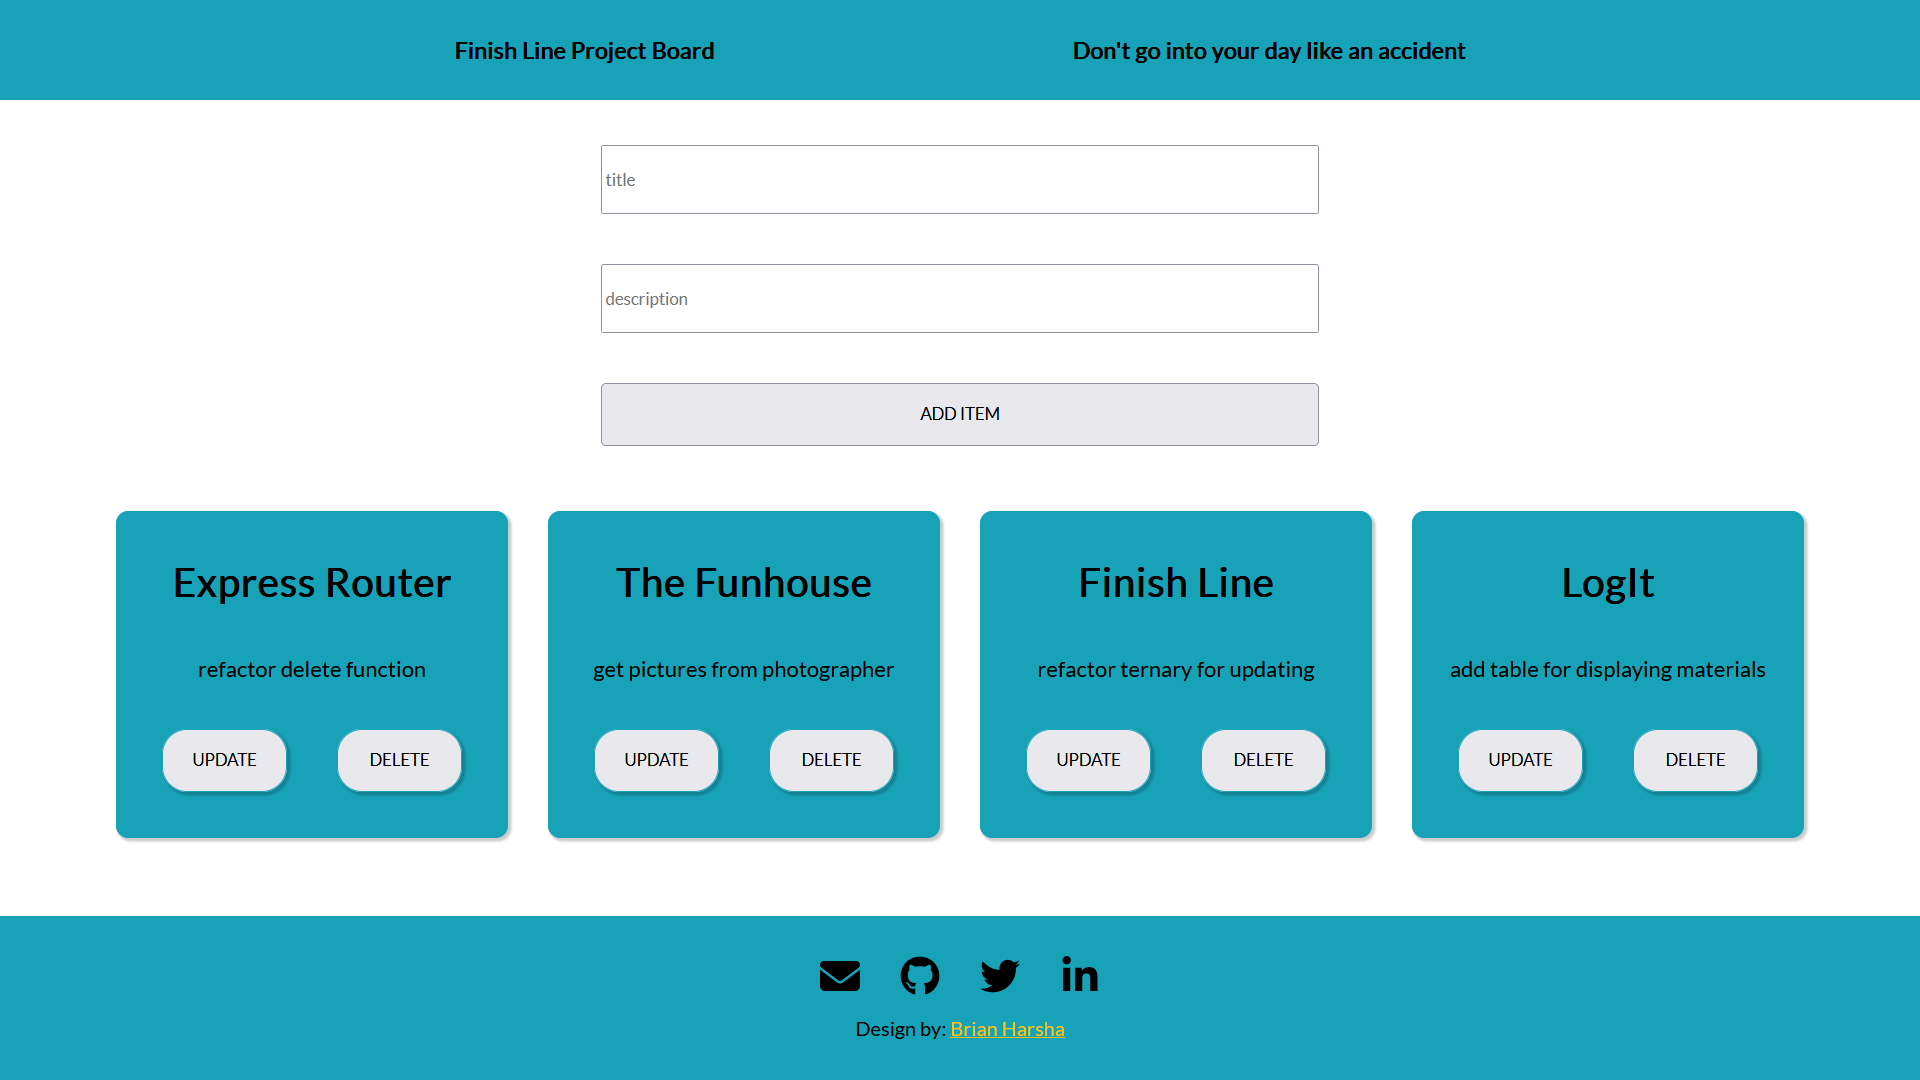 Finish Line Project Board
Don't go into your day like an accident
title
description
ADD ITEM
Express Router
refactor delete function
UPDATE
DELETE
The Funhouse
get pictures from photographer
UPDATE
DELETE
Finish Line
refactor ternary for updating
UPDATE
DELETE
LogIt
add table for displaying materials
UPDATE
DELETE
Design by: Brian Harsha